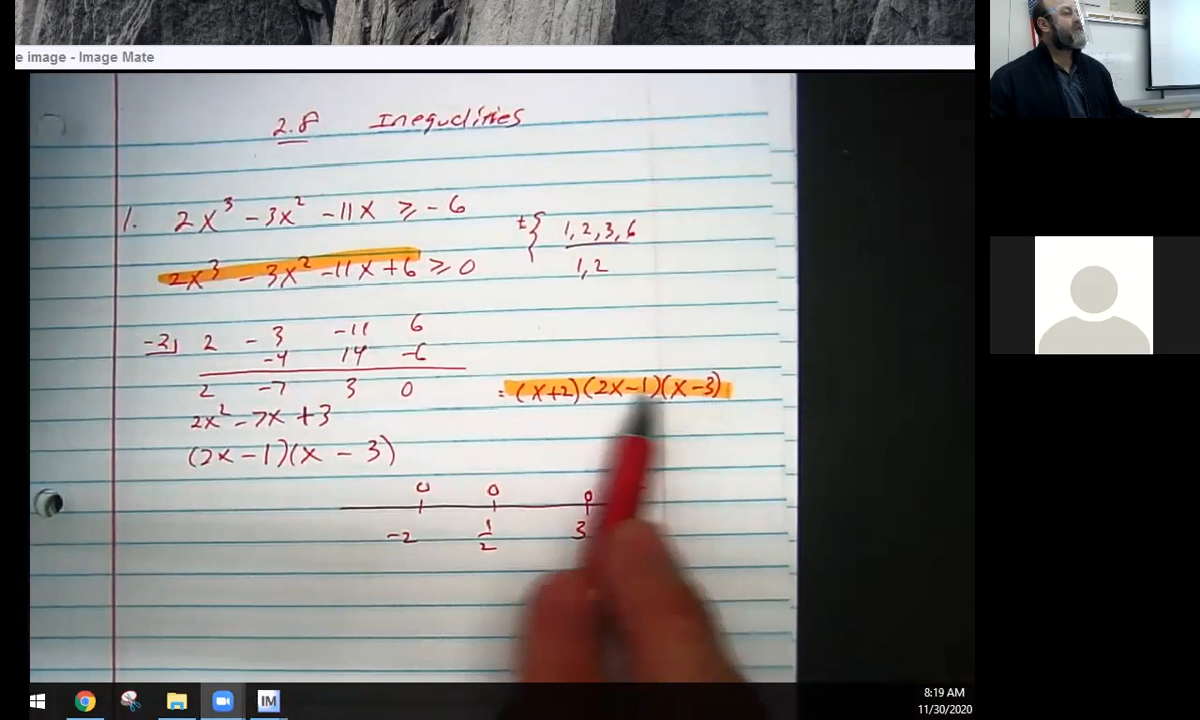 e image - Image Mate
2.8 Inequalities
1. 2x³ - 3x² - 11x ≥ - 6
± { 1, 2, 3, 6
1, 2
2x³ - 3x² - 11x + 6 ≥ 0
-2| 2 - 3 -11 6
-4 14 -6
2 -7 3 0
= (x+2)(2x-1)(x-3)
2x² - 7x + 3
(2x - 1)(x - 3)
0 0 0
-2 1/2 3
IM
8:19 AM
11/30/2020